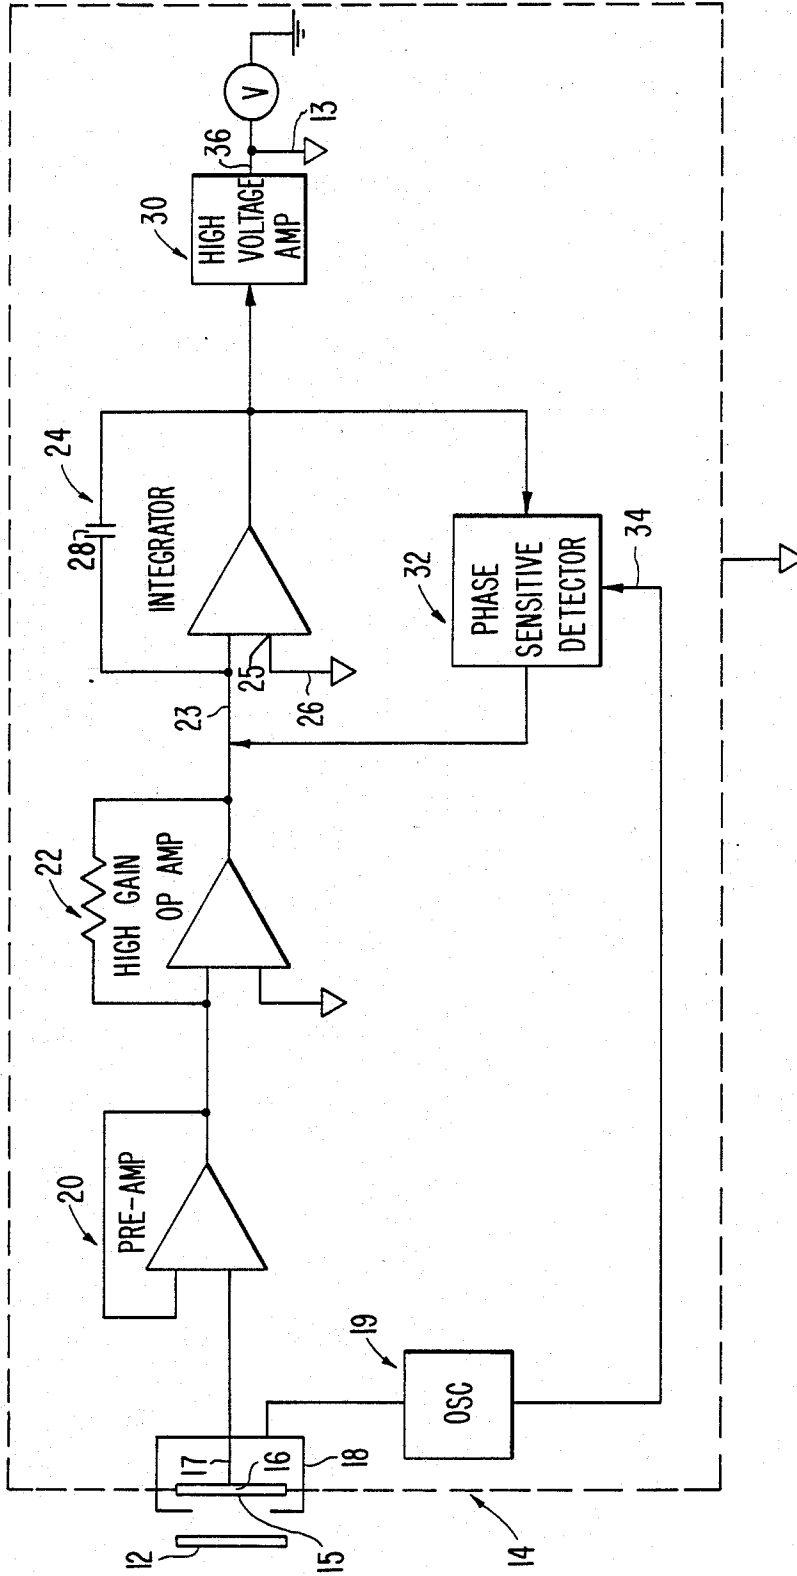 12
15
14
17
16
18
19
OSC
20
PRE-AMP
22
HIGH GAIN
OP AMP
23
25
26
28
24
INTEGRATOR
32
PHASE
SENSITIVE
DETECTOR
34
30
HIGH
VOLTAGE
AMP
36
13
V